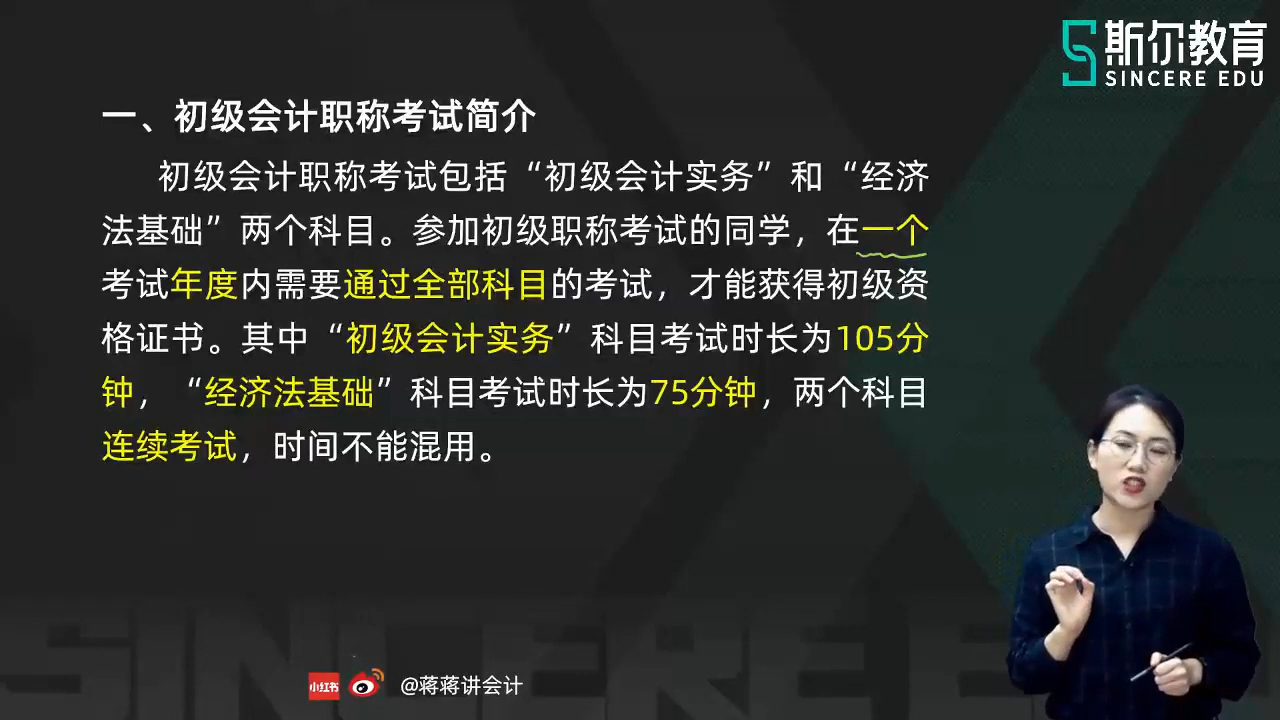 斯尔教育
SINCERE EDU
一、初级会计职称考试简介
初级会计职称考试包括“初级会计实务”和“经济
法基础”两个科目。参加初级职称考试的同学，在一个
考试年度内需要通过全部科目的考试，才能获得初级资
格证书。其中“初级会计实务”科目考试时长为105分
钟，“经济法基础”科目考试时长为75分钟，两个科目
连续考试，时间不能混用。
SINCERE E
小红书 @蒋蒋讲会计